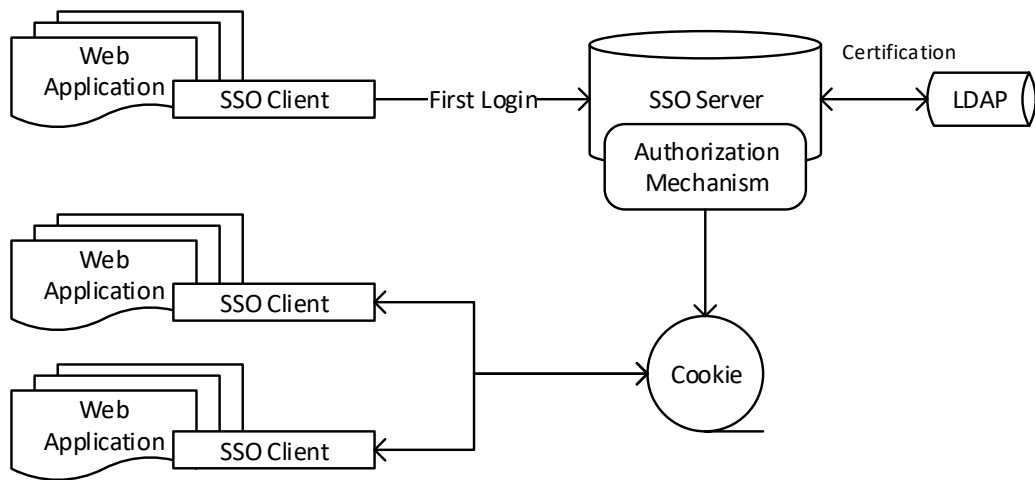 Web
Application
SSO Client
First Login
SSO Server
Authorization
Mechanism
Certification
LDAP
Web
Application
SSO Client
Web
Application
SSO Client
Cookie